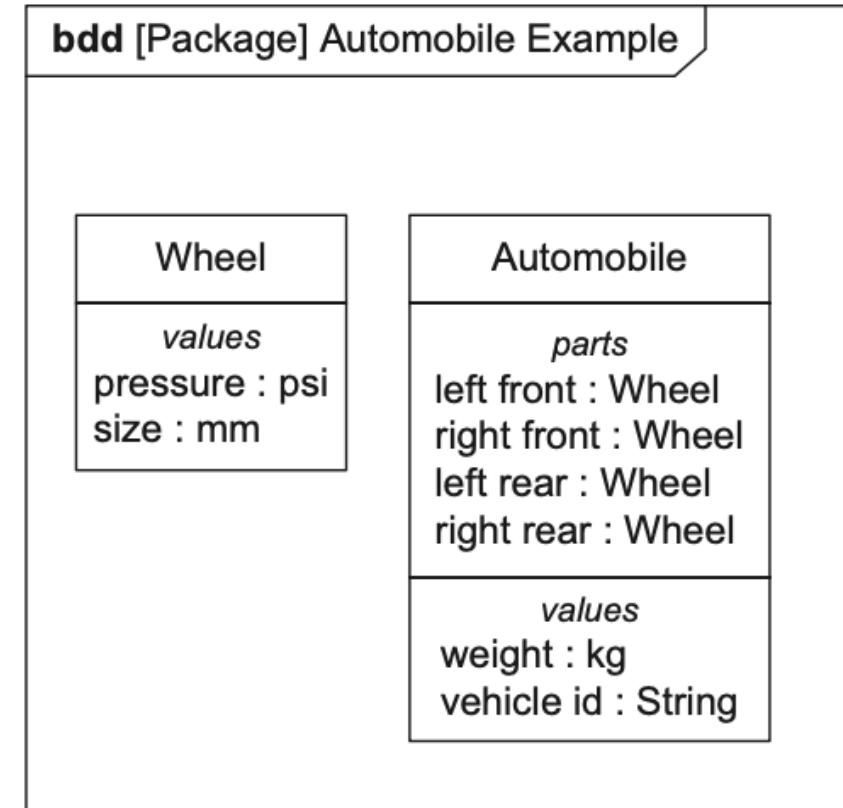 bdd [Package] Automobile Example
Wheel
values
pressure : psi
size : mm
Automobile
parts
left front : Wheel
right front : Wheel
left rear : Wheel
right rear : Wheel
values
weight : kg
vehicle id : String